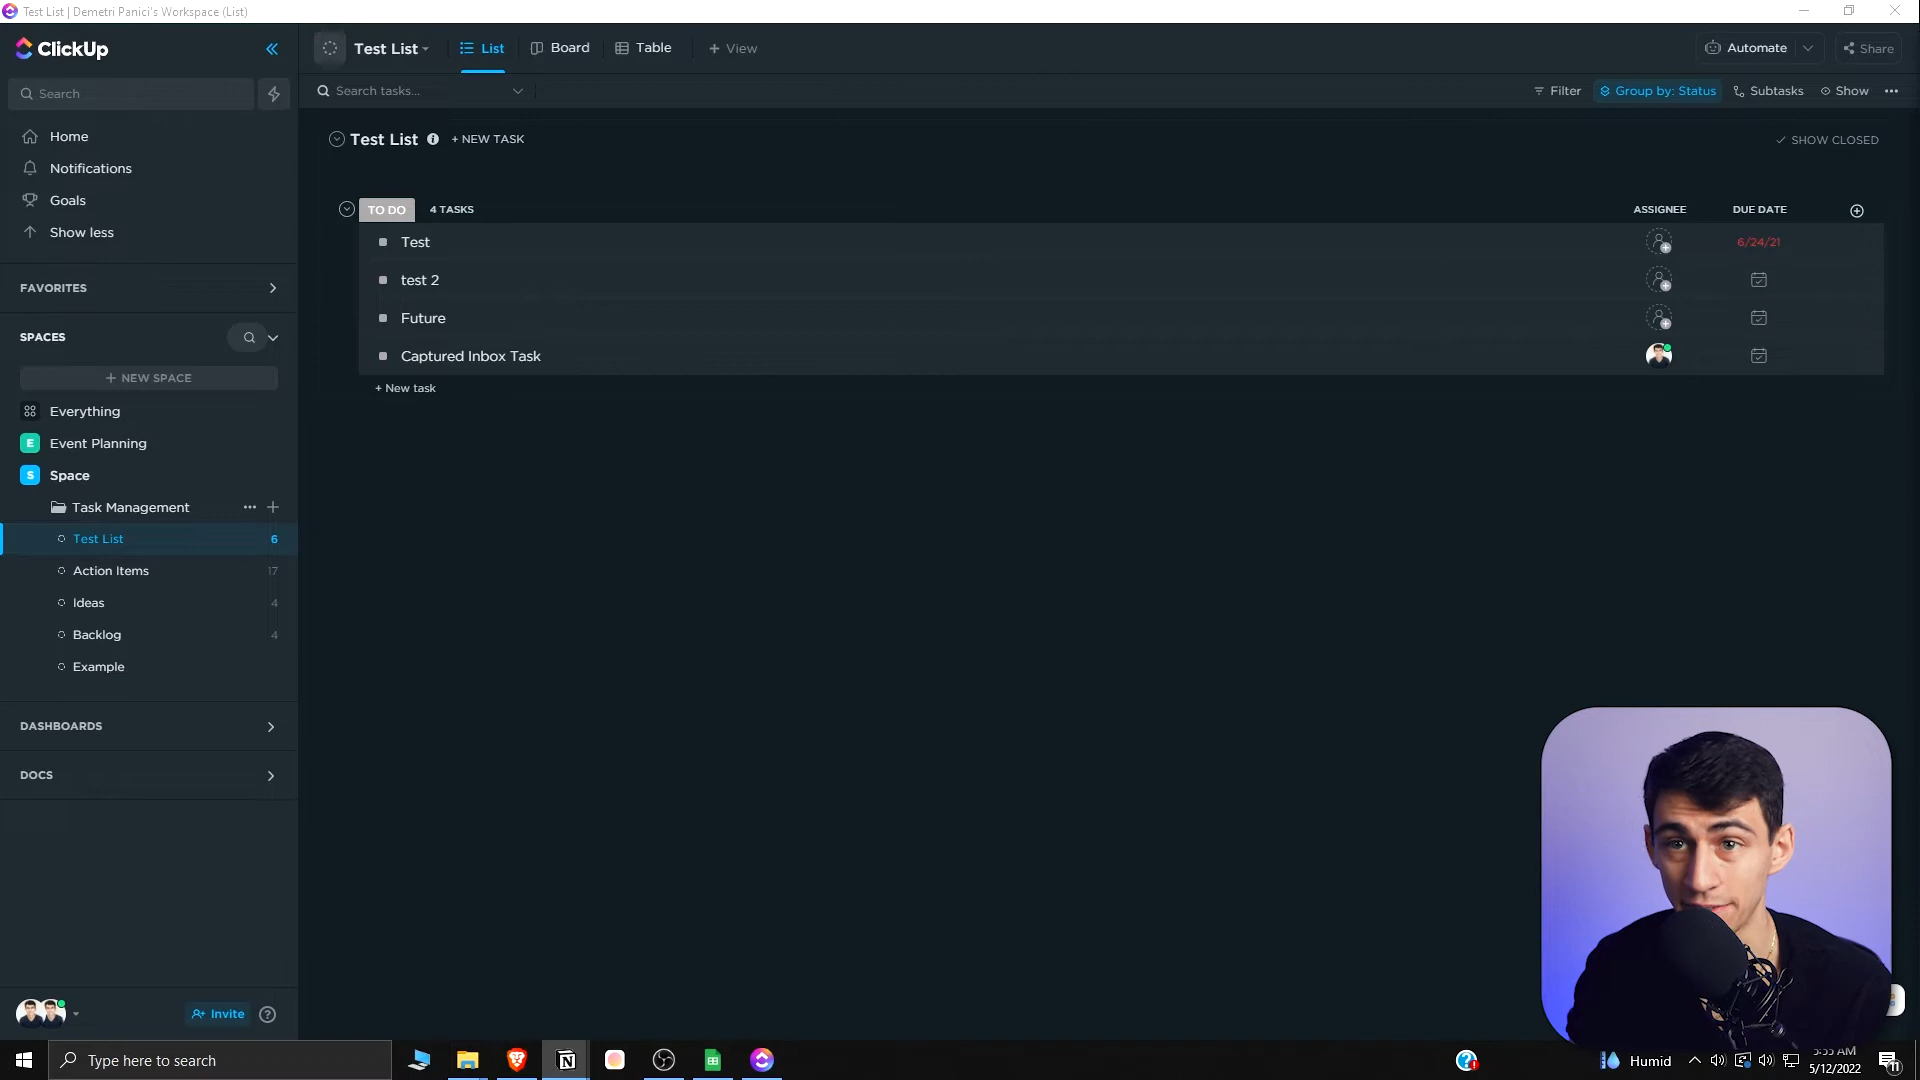 Test List | Demetri Panici's Workspace (List)
ClickUp
Test List
List
Board
Table
+ View
Automate
Share
Search
Search tasks...
Filter
Group by: Status
Subtasks
Show
Home
Notifications
Goals
Show less
Test List
+ NEW TASK
SHOW CLOSED
TO DO
4 TASKS
ASSIGNEE
DUE DATE
Test
6/24/21
test 2
Future
Captured Inbox Task
+ New task
FAVORITES
SPACES
+ NEW SPACE
Everything
E Event Planning
S Space
Task Management
Test List 6
Action Items 17
Ideas 4
Backlog 4
Example
DASHBOARDS
DOCS
Invite
Type here to search
Humid
5/12/2022
11